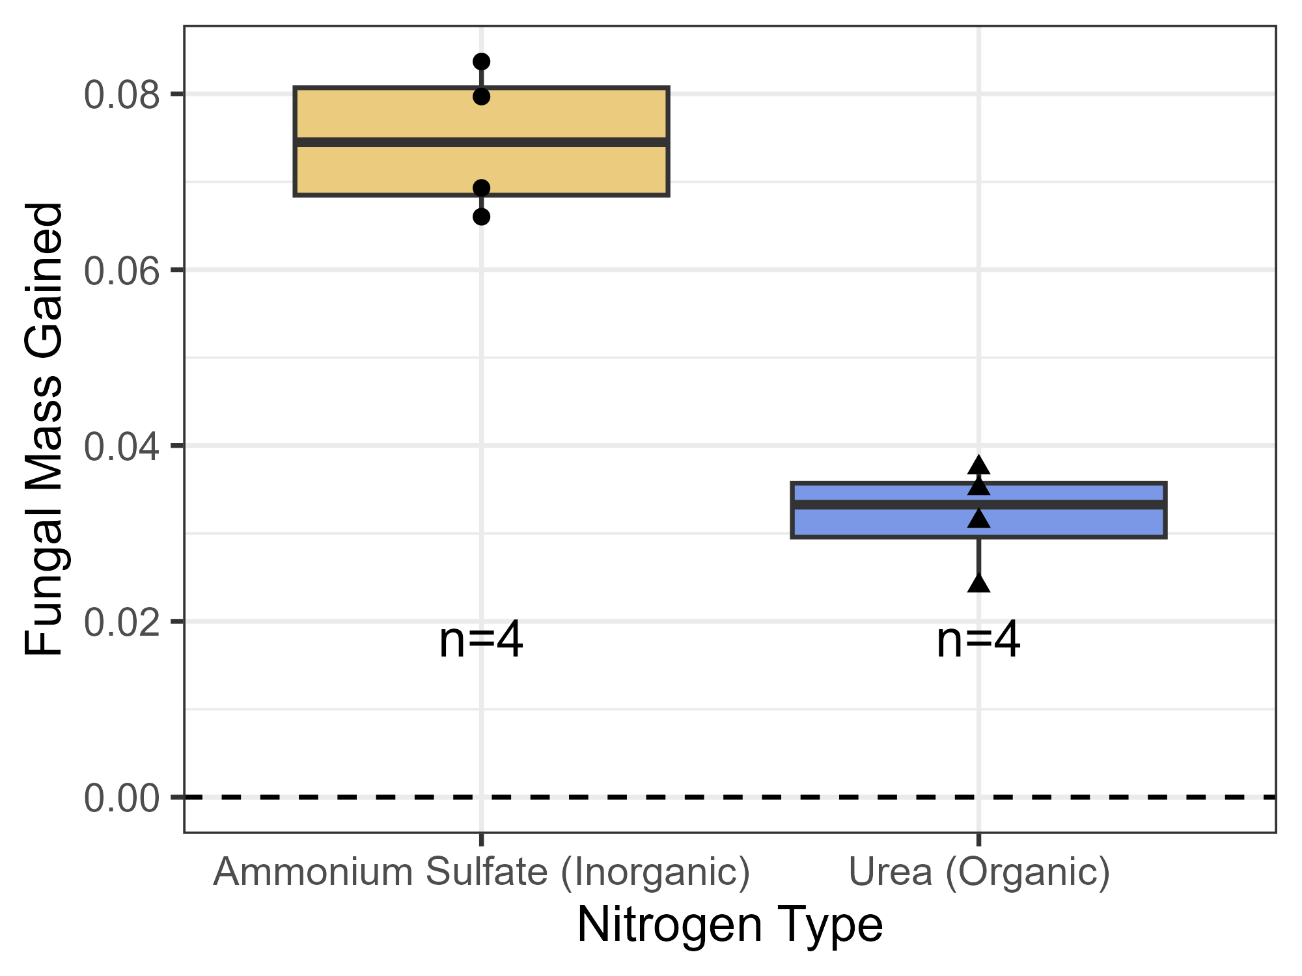 Fungal Mass Gained
0.08
0.06
0.04
0.02
0.00
n=4
n=4
Ammonium Sulfate (Inorganic)
Urea (Organic)
Nitrogen Type